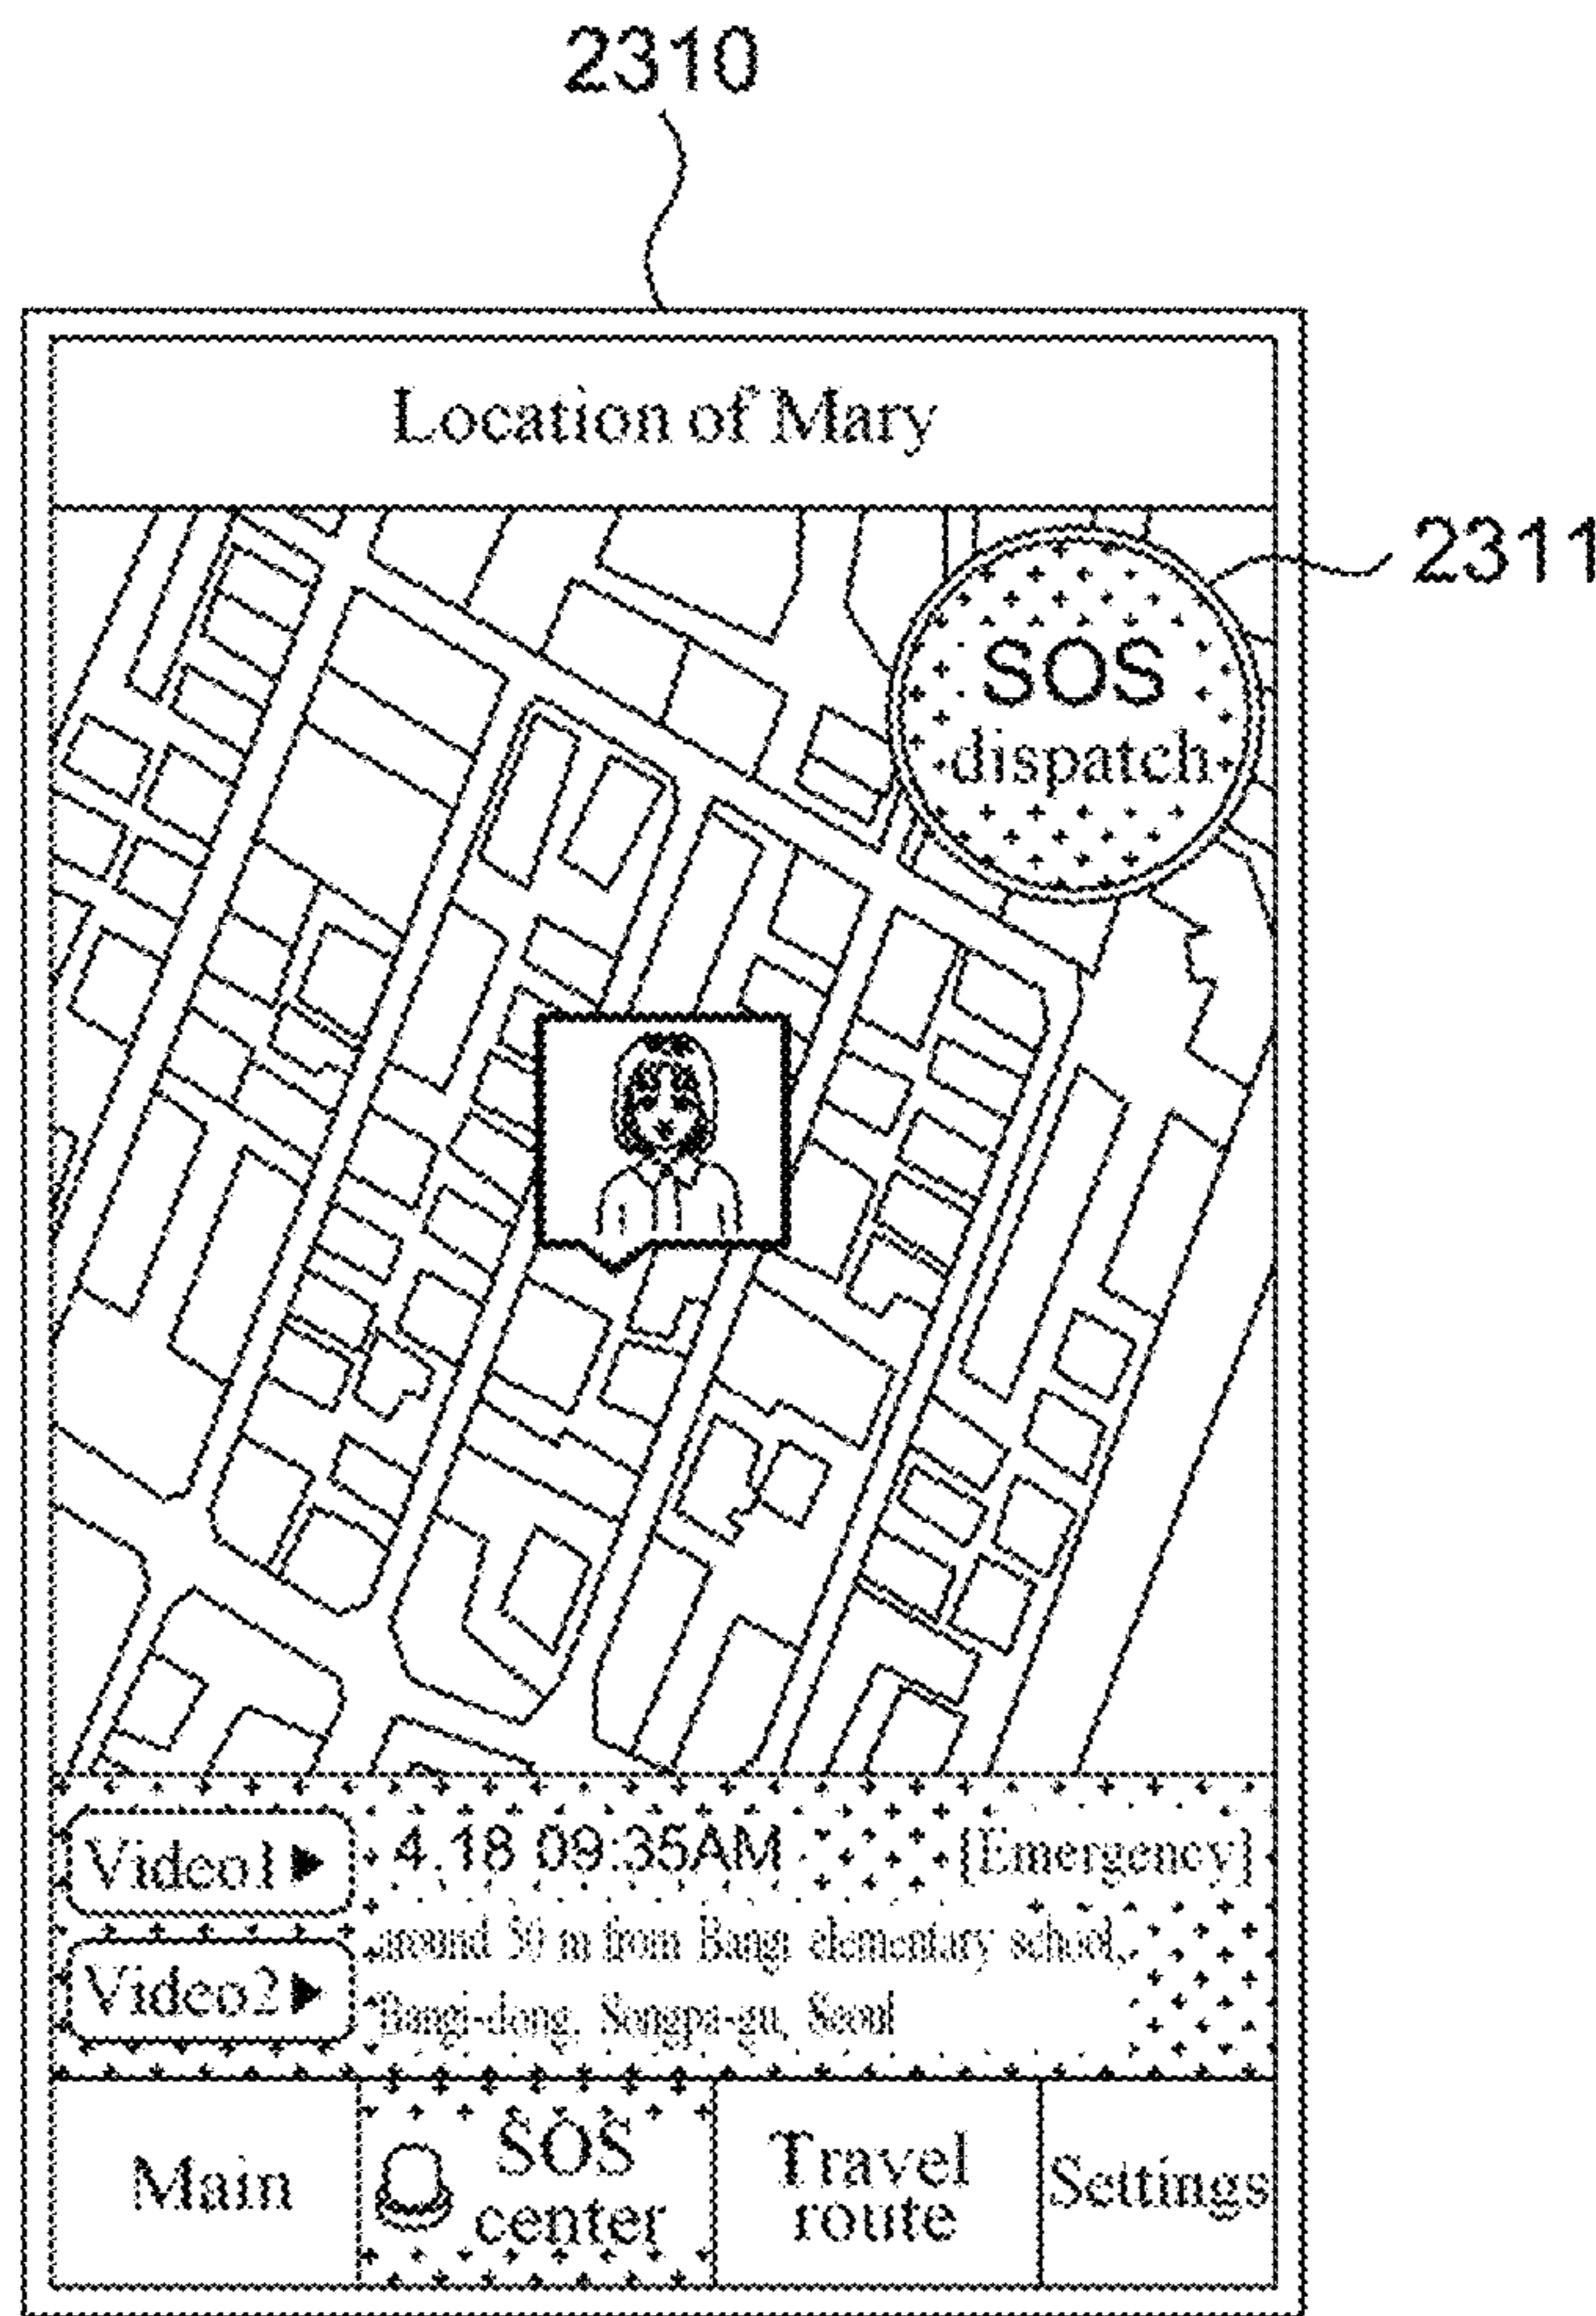 2310
Location of Mary
2311
SOS
dispatch
Video1
4.18 09:35AM
[Emergency]
around 50 m from Bangi elementary school,
Video2
Bangi-dong, Songpa-gu, Seoul
Main
SOS
center
Travel
route
Settings